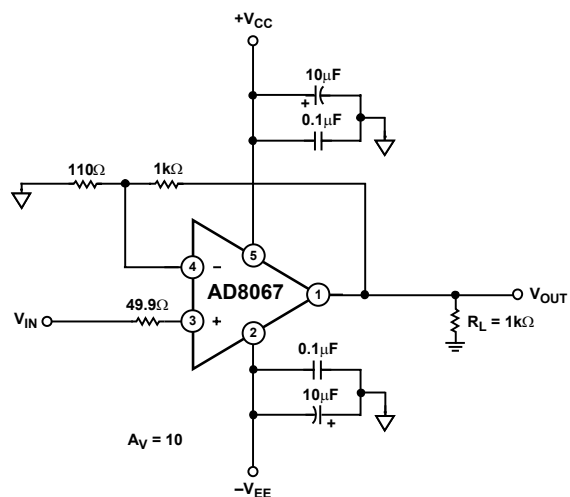 +VCC
10µF
+
0.1µF
110Ω
1kΩ
4
–
5
AD8067
1
VOUT
VIN
49.9Ω
3
+
2
RL = 1kΩ
0.1µF
10µF
+
AV = 10
–VEE